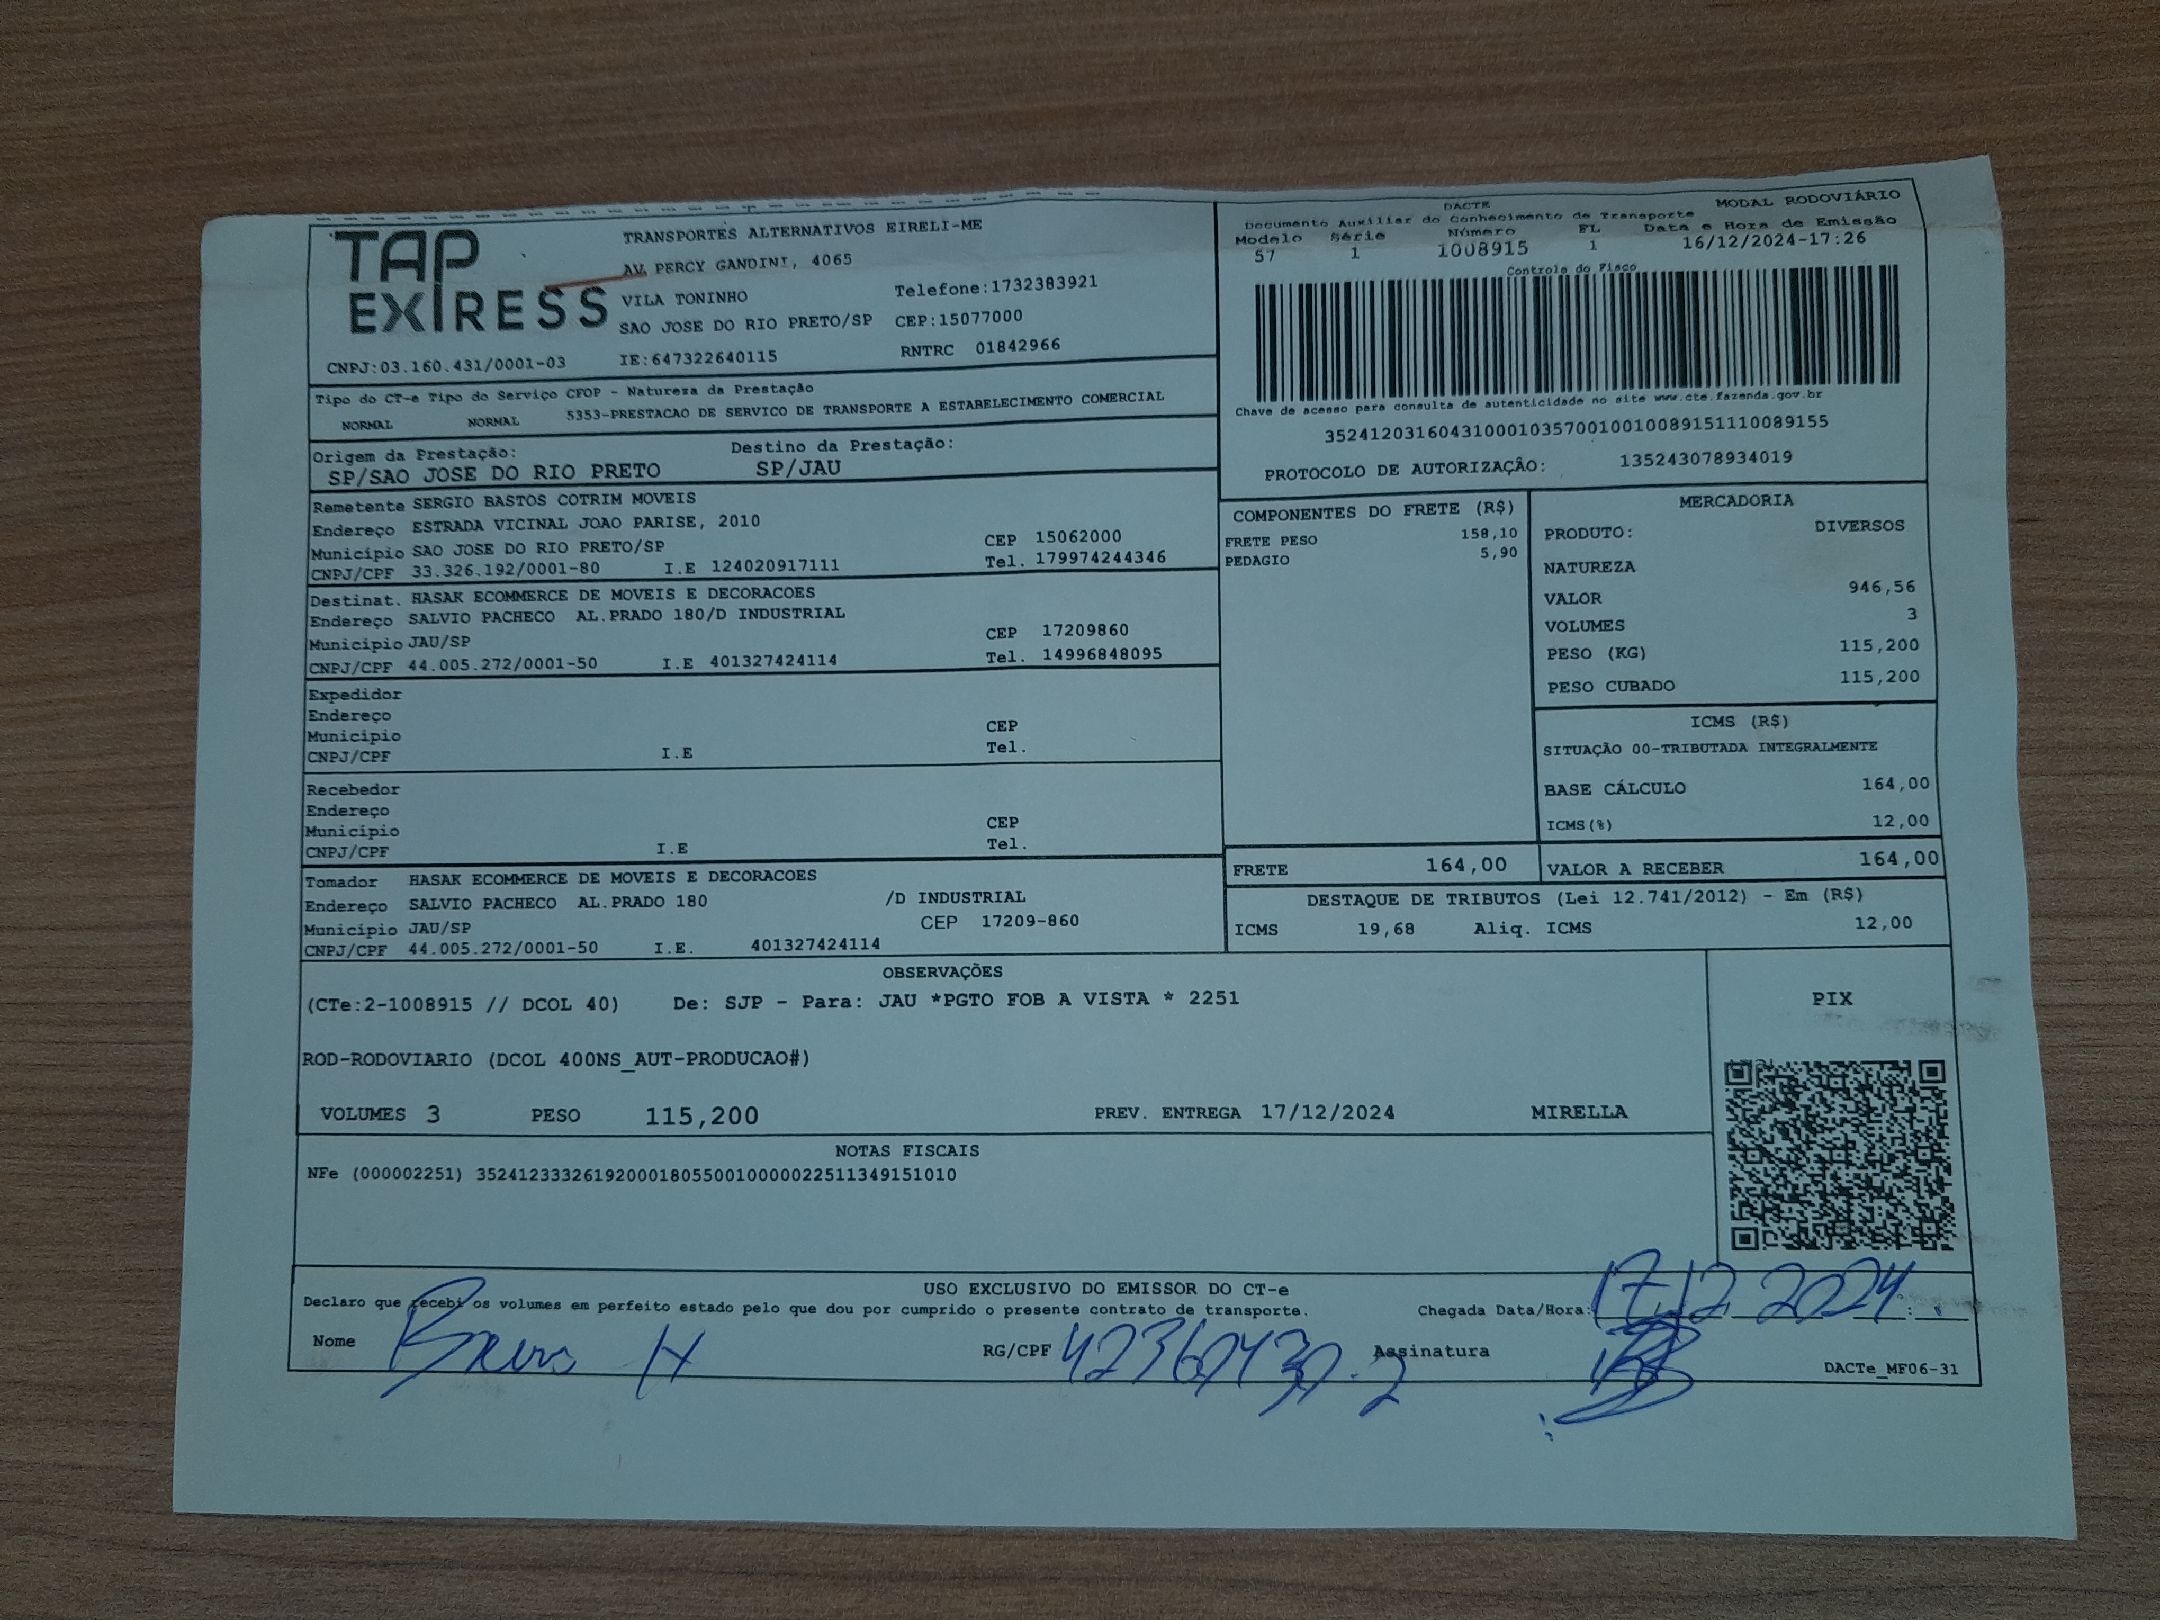 TAP
EXPRESS
TRANSPORTES ALTERNATIVOS EIRELI-ME
AV. PERCY GANDINI, 4065
VILA TONINHO Telefone:1732383921
SAO JOSE DO RIO PRETO/SP CEP:15077000
CNPJ:03.160.431/0001-03 IE:647322640115 RNTRC 01842966
DACTE MODAL RODOVIÁRIO
Documento Auxiliar do Conhecimento de Transporte
Modelo Série Número FL Data e Hora de Emissão
57 1 1008915 1 16/12/2024-17:26
Controle do Fisco
Chave de acesso para consulta de autenticidade no site www.cte.fazenda.gov.br
35241203160431000103570010010089151110089155
PROTOCOLO DE AUTORIZAÇÃO: 135243078934019
Tipo do CT-e Tipo do Serviço CFOP - Natureza da Prestação
NORMAL NORMAL 5353-PRESTACAO DE SERVICO DE TRANSPORTE A ESTABELECIMENTO COMERCIAL
Origem da Prestação: Destino da Prestação:
SP/SAO JOSE DO RIO PRETO SP/JAU
Remetente SERGIO BASTOS COTRIM MOVEIS
Endereço ESTRADA VICINAL JOAO PARISE, 2010
Município SAO JOSE DO RIO PRETO/SP CEP 15062000
CNPJ/CPF 33.326.192/0001-80 I.E 124020917111 Tel. 179974244346
Destinat. HASAK ECOMMERCE DE MOVEIS E DECORACOES
Endereço SALVIO PACHECO AL.PRADO 180/D INDUSTRIAL
Município JAU/SP CEP 17209860
CNPJ/CPF 44.005.272/0001-50 I.E 401327424114 Tel. 14996848095
Expedidor
Endereço
Município CEP
CNPJ/CPF I.E Tel.
Recebedor
Endereço
Município CEP
CNPJ/CPF I.E Tel.
Tomador HASAK ECOMMERCE DE MOVEIS E DECORACOES
Endereço SALVIO PACHECO AL.PRADO 180 /D INDUSTRIAL
Município JAU/SP CEP 17209-860
CNPJ/CPF 44.005.272/0001-50 I.E. 401327424114
COMPONENTES DO FRETE (R$)
FRETE PESO 158,10
PEDAGIO 5,90
MERCADORIA
PRODUTO: DIVERSOS
NATUREZA
VALOR 946,56
VOLUMES 3
PESO (KG) 115,200
PESO CUBADO 115,200
ICMS (R$)
SITUAÇÃO 00-TRIBUTADA INTEGRALMENTE
BASE CÁLCULO 164,00
ICMS(%) 12,00
FRETE 164,00 VALOR A RECEBER 164,00
DESTAQUE DE TRIBUTOS (Lei 12.741/2012) - Em (R$)
ICMS 19,68 Aliq. ICMS 12,00
OBSERVAÇÕES
(CTe:2-1008915 // DCOL 40) De: SJP - Para: JAU *PGTO FOB A VISTA * 2251
ROD-RODOVIARIO (DCOL 400NS_AUT-PRODUCAO#)
VOLUMES 3 PESO 115,200 PREV. ENTREGA 17/12/2024 MIRELLA
PIX
NOTAS FISCAIS
NFe (000002251) 35241233326192000180550010000022511349151010
USO EXCLUSIVO DO EMISSOR DO CT-e
Declaro que recebi os volumes em perfeito estado pelo que dou por cumprido o presente contrato de transporte. Chegada Data/Hora: 17.12 2024
Nome RG/CPF Assinatura
DACTe_MF06-31